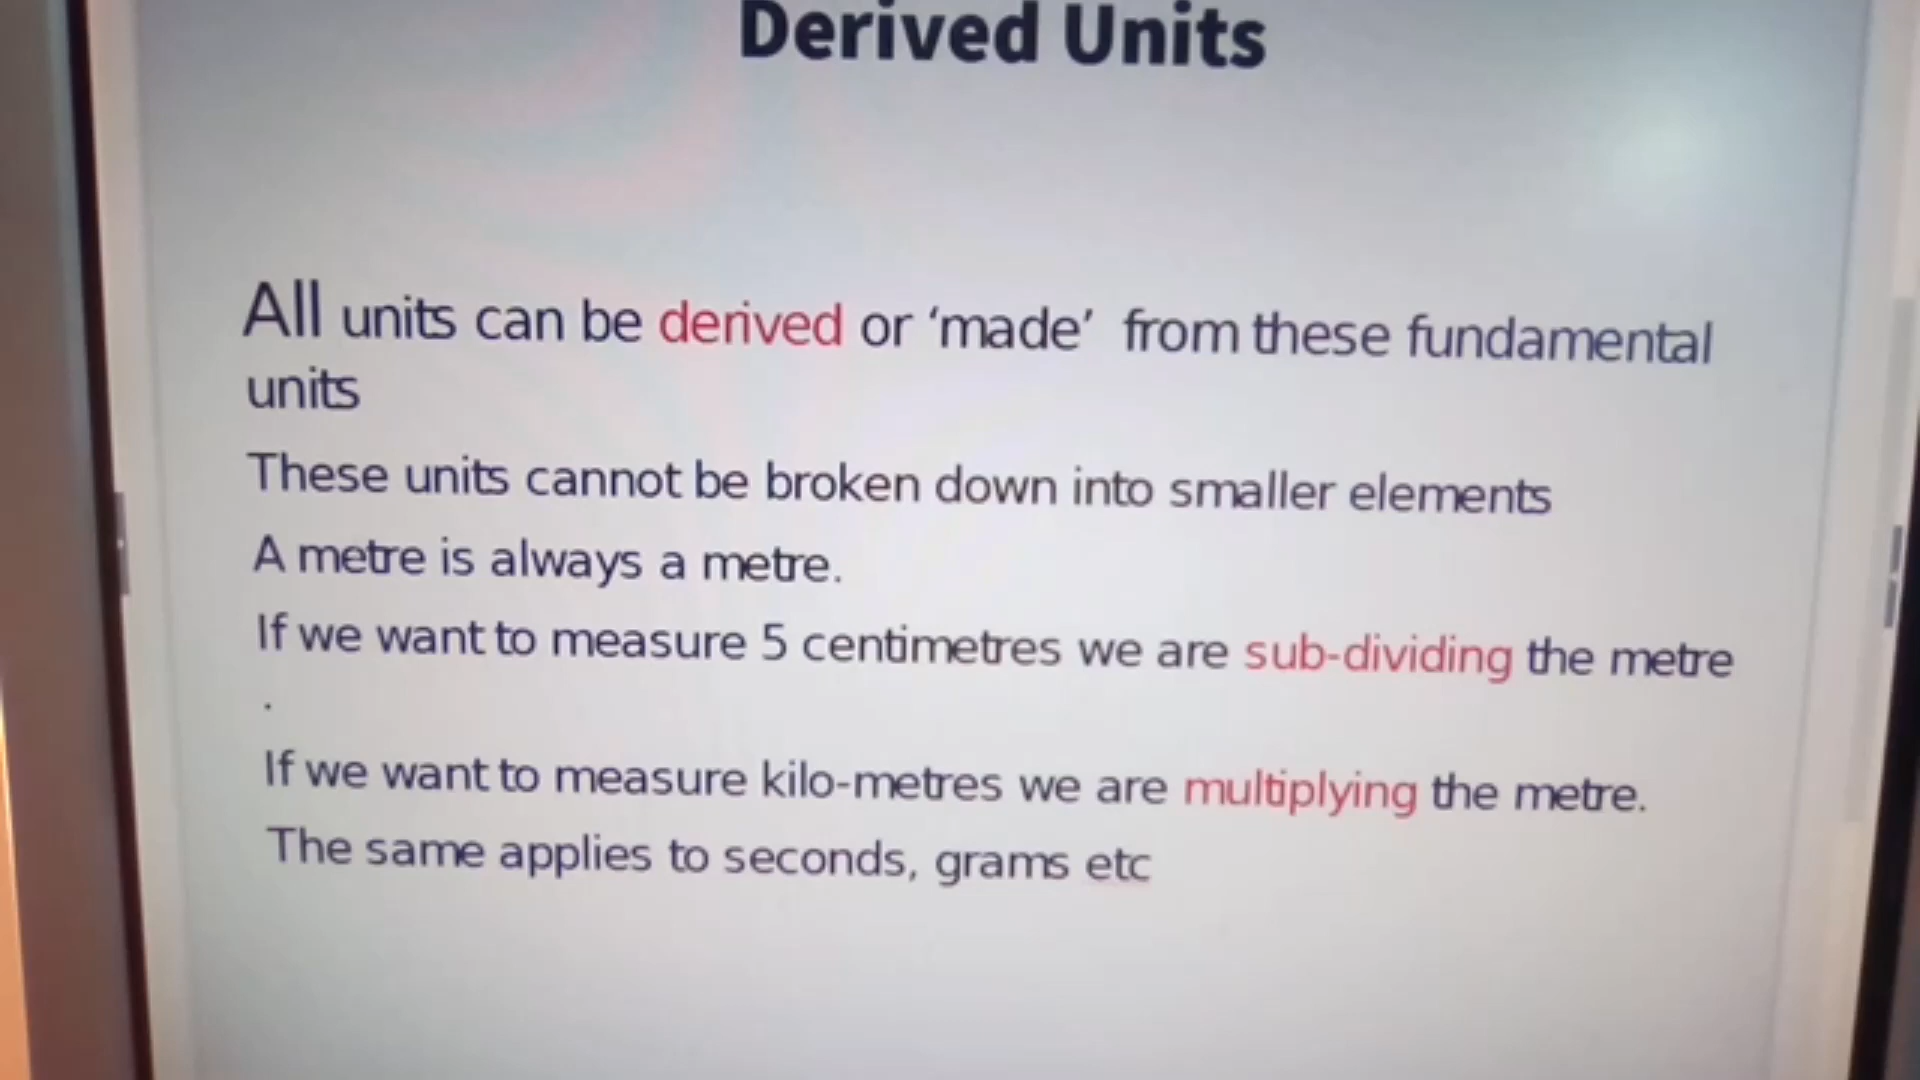 Derived Units
All units can be derived or ‘made’ from these fundamental
units
These units cannot be broken down into smaller elements
A metre is always a metre.
If we want to measure 5 centimetres we are sub-dividing the metre
.
If we want to measure kilo-metres we are multiplying the metre.
The same applies to seconds, grams etc